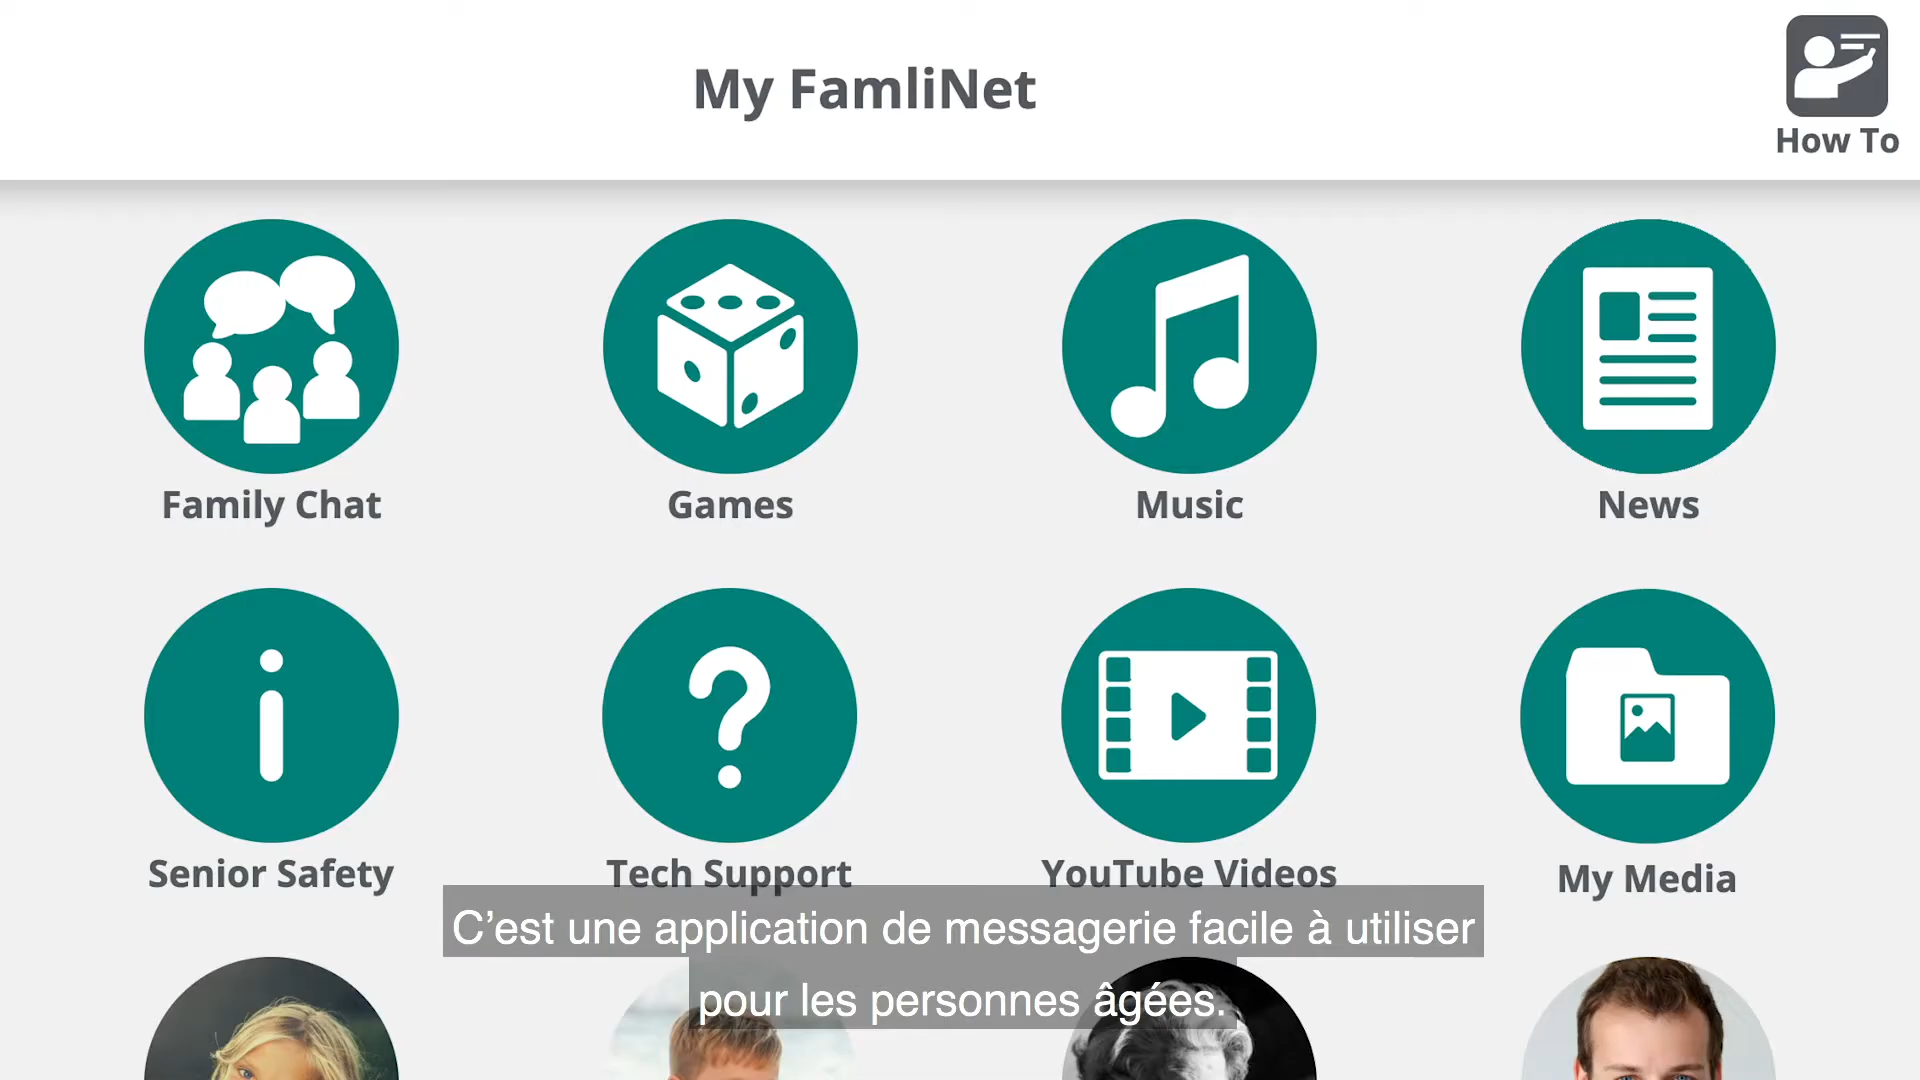 My FamliNet
How To
Family Chat
Games
Music
News
Senior Safety
Tech Support
YouTube Videos
My Media
C’est une application de messagerie facile à utiliser
pour les personnes âgées.